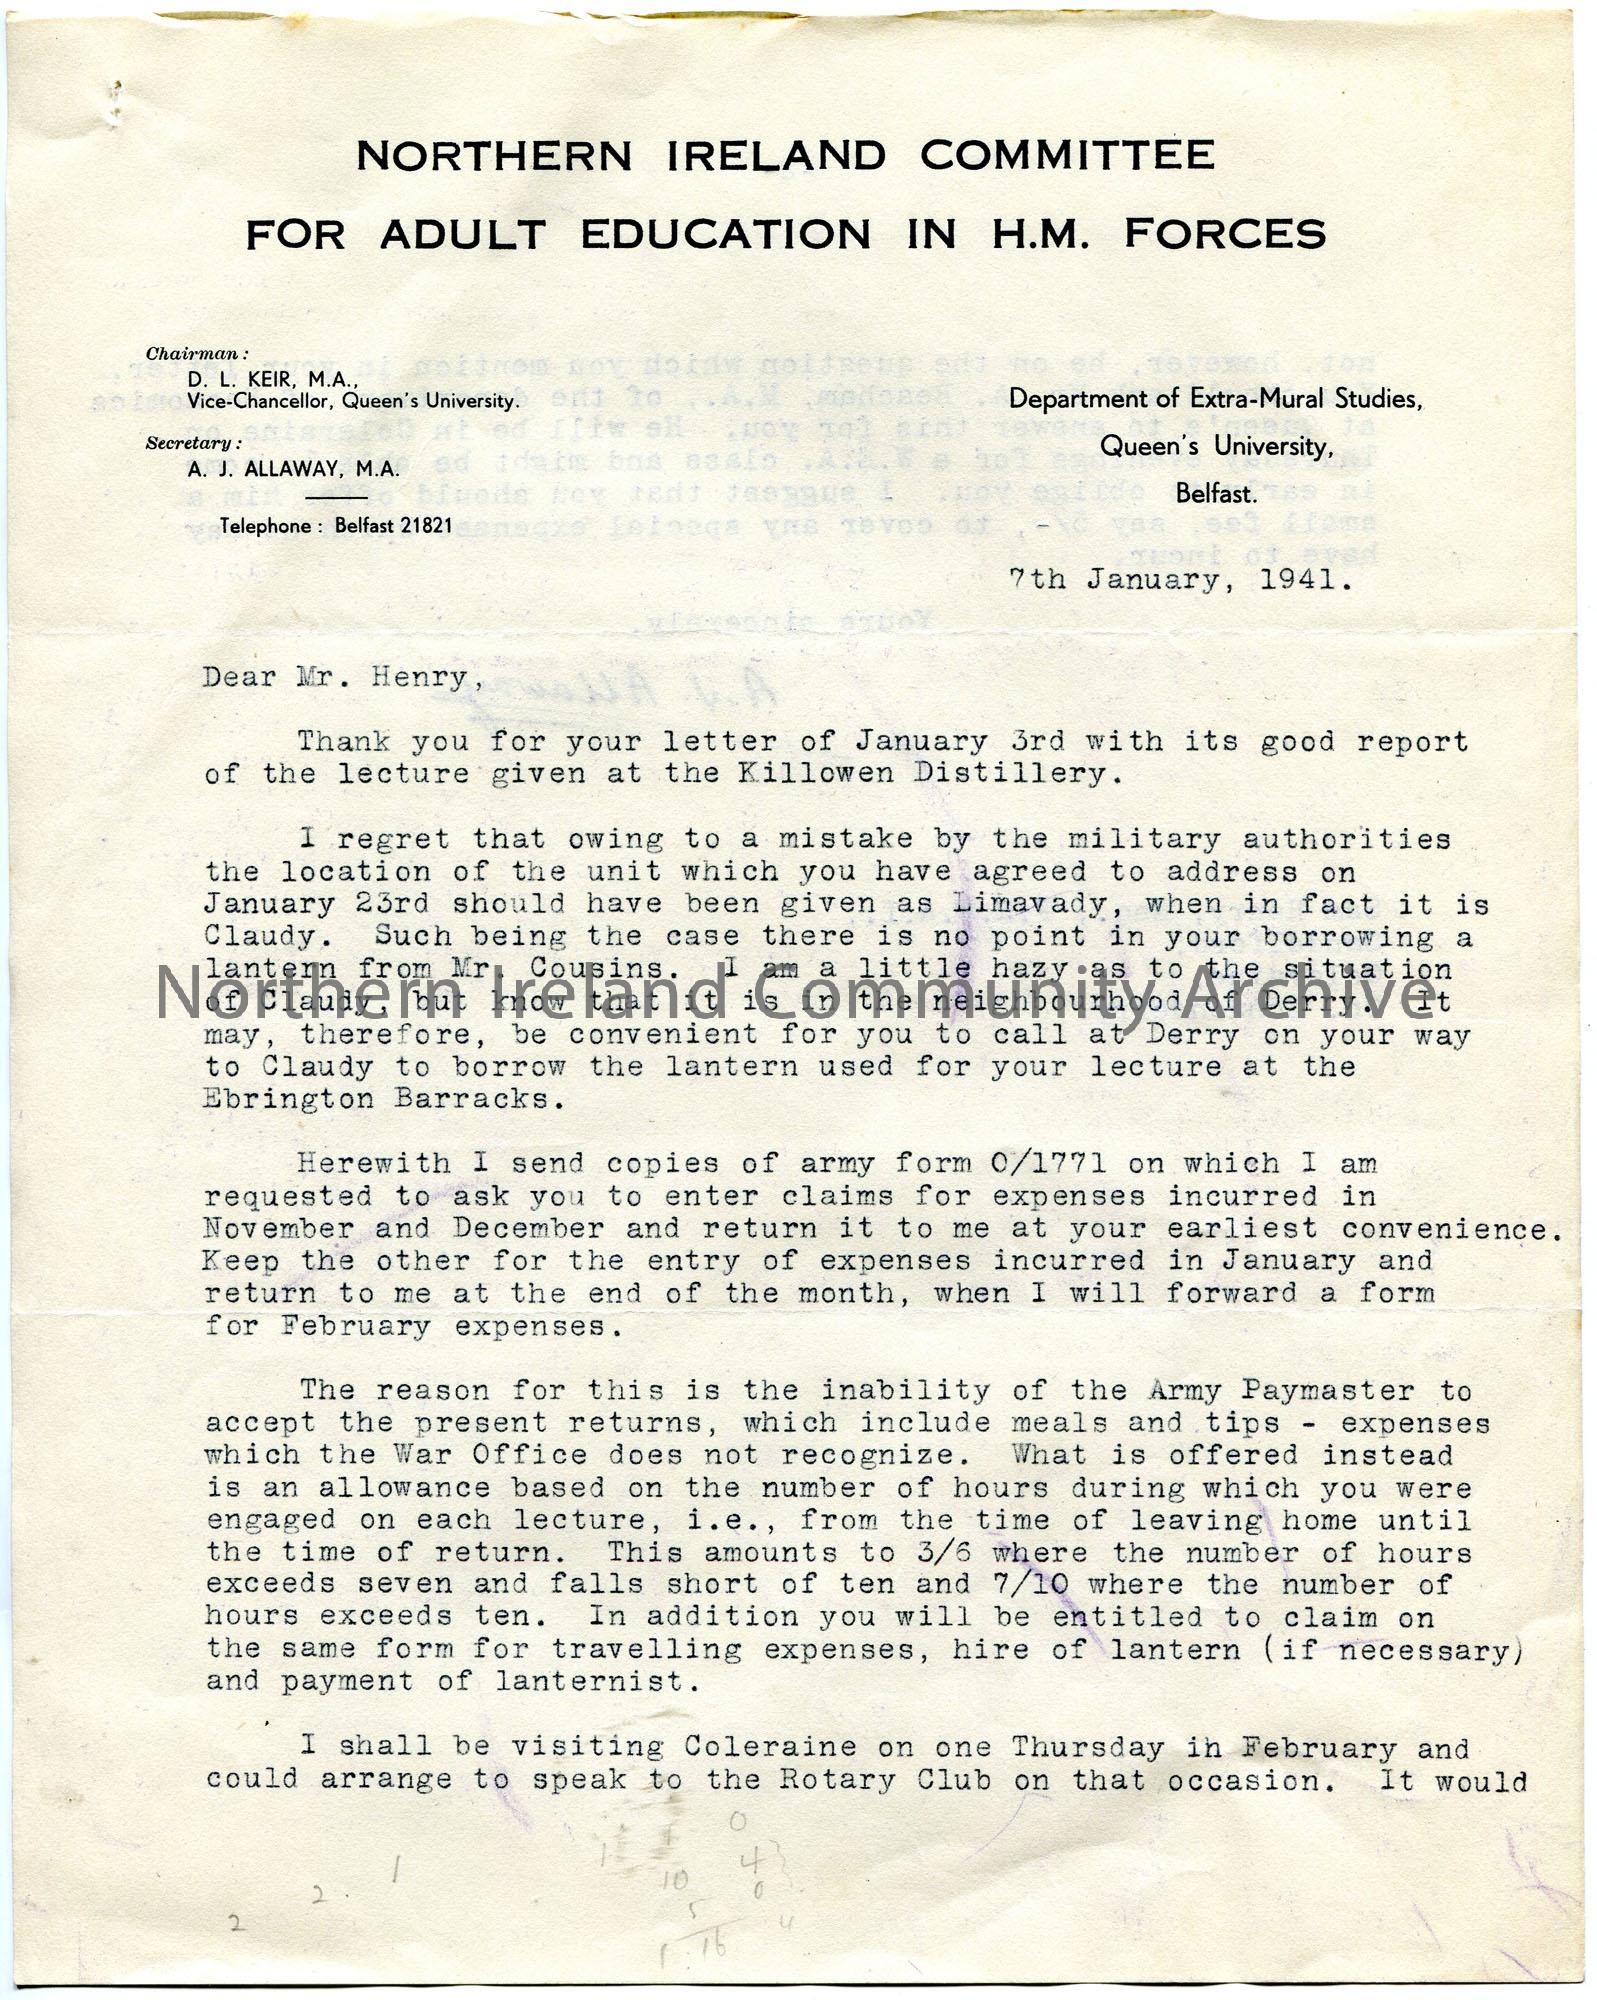 NORTHERN IRELAND COMMITTEE
FOR ADULT EDUCATION IN H.M. FORCES
Chairman:
D. L. KEIR, M.A.,
Vice-Chancellor, Queen's University.
Secretary:
A. J. ALLAWAY, M.A.
Telephone: Belfast 21821
Department of Extra-Mural Studies,
Queen's University,
Belfast.
7th January, 1941.
Dear Mr. Henry,
Thank you for your letter of January 3rd with its good report
of the lecture given at the Killowen Distillery.
I regret that owing to a mistake by the military authorities
the location of the unit which you have agreed to address on
January 23rd should have been given as Limavady, when in fact it is
Claudy. Such being the case there is no point in your borrowing a
lantern from Mr. Cousins. I am a little hazy as to the situation
of Claudy, but know that it is in the neighbourhood of Derry. It
may, therefore, be convenient for you to call at Derry on your way
to Claudy to borrow the lantern used for your lecture at the
Ebrington Barracks.
Herewith I send copies of army form O/1771 on which I am
requested to ask you to enter claims for expenses incurred in
November and December and return it to me at your earliest convenience.
Keep the other for the entry of expenses incurred in January and
return to me at the end of the month, when I will forward a form
for February expenses.
The reason for this is the inability of the Army Paymaster to
accept the present returns, which include meals and tips - expenses
which the War Office does not recognize. What is offered instead
is an allowance based on the number of hours during which you were
engaged on each lecture, i.e., from the time of leaving home until
the time of return. This amounts to 3/6 where the number of hours
exceeds seven and falls short of ten and 7/10 where the number of
hours exceeds ten. In addition you will be entitled to claim on
the same form for travelling expenses, hire of lantern (if necessary)
and payment of lanternist.
I shall be visiting Coleraine on one Thursday ih February and
could arrange to speak to the Rotary Club on that occasion. It would
Northern Ireland Community Archive
0
1 4
1 10 0
2 5 4
2 1 16